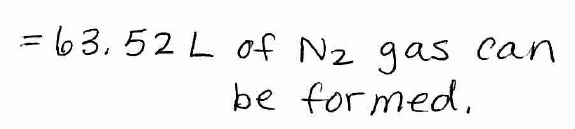 = 63.52 L of N₂ gas can
be formed.